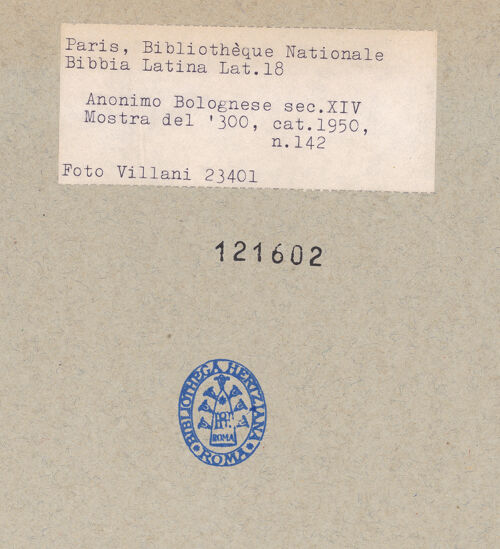 Paris, Bibliothèque Nationale
Bibbia Latina Lat.18
Anonimo Bolognese sec.XIV
Mostra del '300, cat.1950,
n.142
Foto Villani 23401
121602
BIBLIOTHECA HERTZIANA
ROMA
ROMA